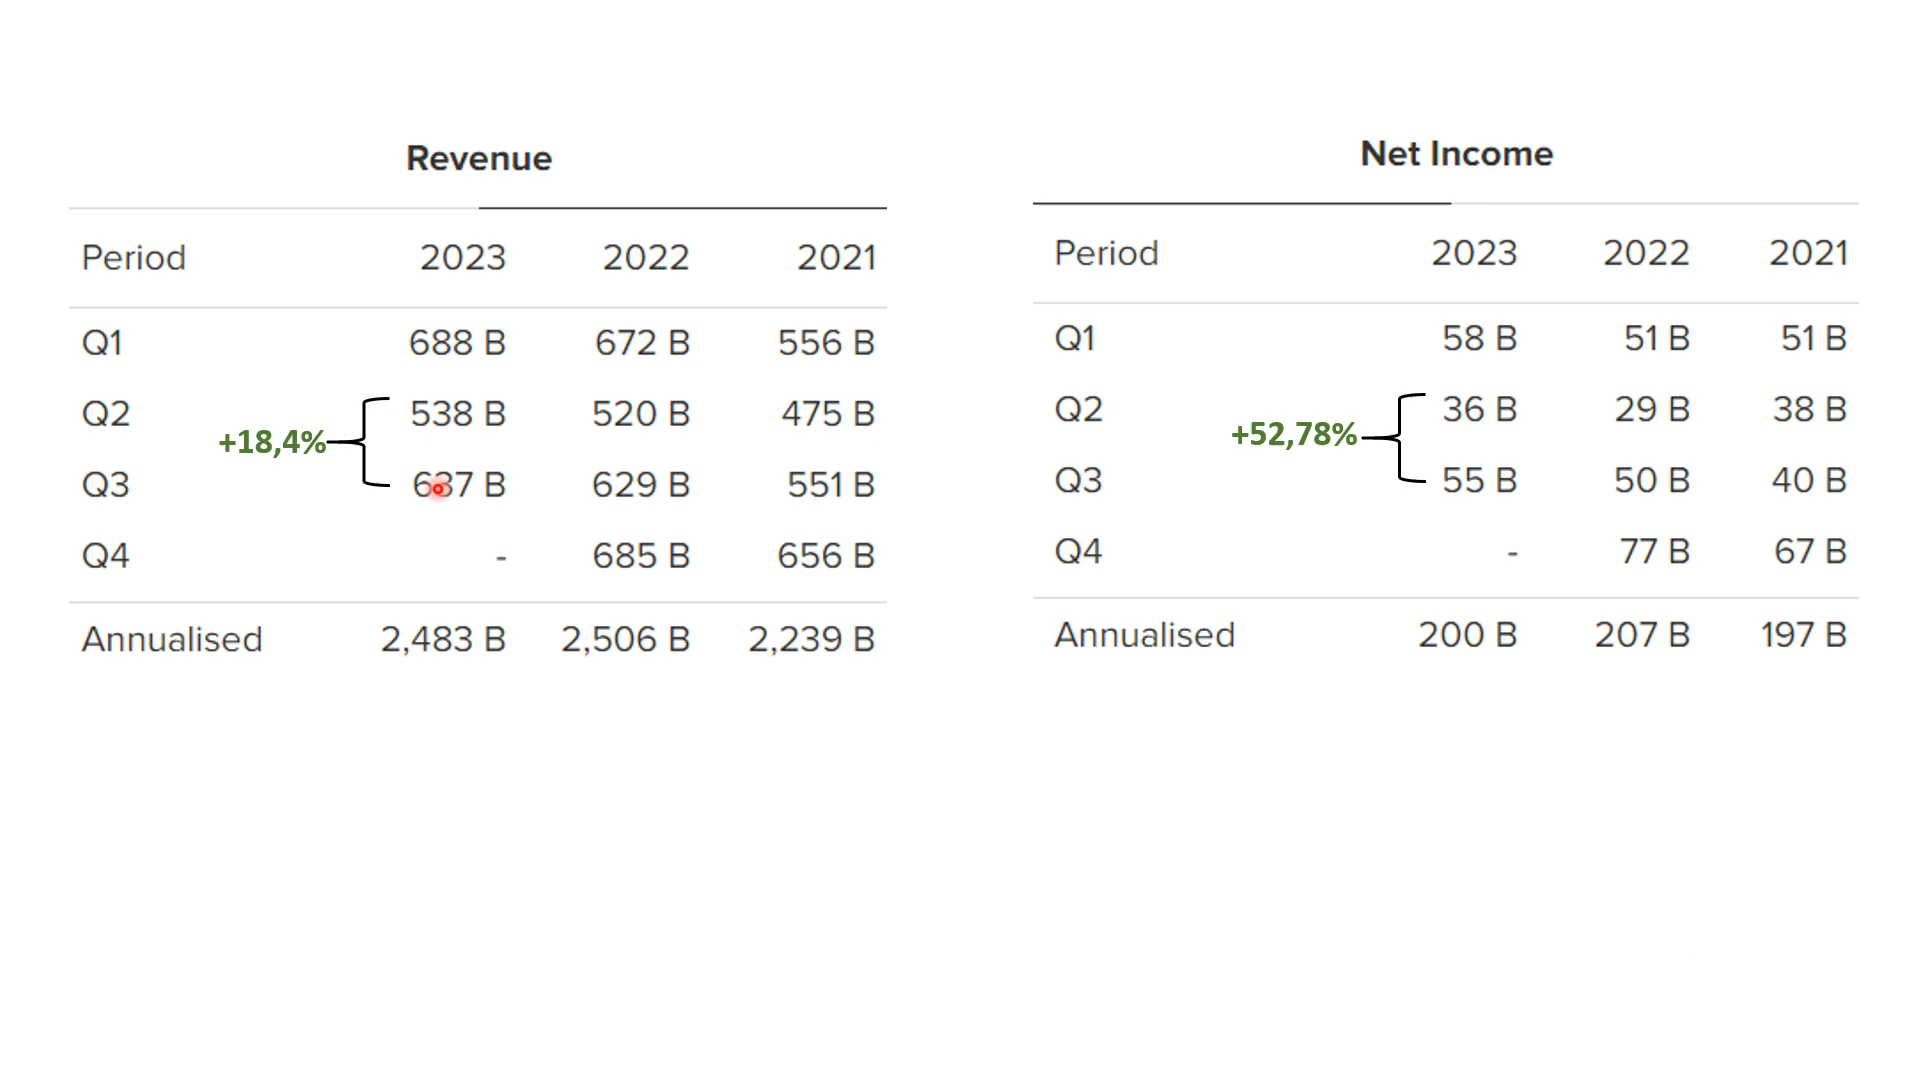 Revenue
Period 2023 2022 2021
Q1 688 B 672 B 556 B
Q2 538 B 520 B 475 B
+18,4%
Q3 637 B 629 B 551 B
Q4 - 685 B 656 B
Annualised 2,483 B 2,506 B 2,239 B
Net Income
Period 2023 2022 2021
Q1 58 B 51 B 51 B
Q2 36 B 29 B 38 B
+52,78%
Q3 55 B 50 B 40 B
Q4 - 77 B 67 B
Annualised 200 B 207 B 197 B